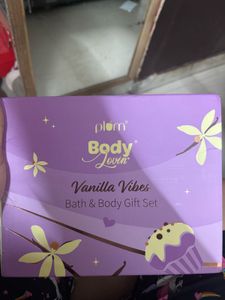 plum
Body
Lovin'
Vanilla Vibes
Bath & Body Gift Set